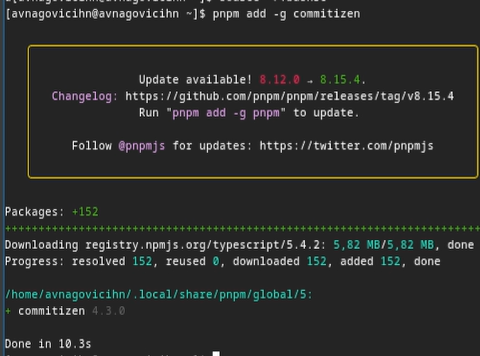 [avnagovicihn@avnagovicihn ~]$ pnpm add -g commitizen
Update available! 8.12.0 → 8.15.4.
Changelog: https://github.com/pnpm/pnpm/releases/tag/v8.15.4
Run "pnpm add -g pnpm" to update.
Follow @pnpmjs for updates: https://twitter.com/pnpmjs
Packages: +152
++++++++++++++++++++++++++++++++++++++++++++++++++++++++++++++++++++++++
Downloading registry.npmjs.org/typescript/5.4.2: 5,82 MB/5,82 MB, done
Progress: resolved 152, reused 0, downloaded 152, added 152, done
/home/avnagovicihn/.local/share/pnpm/global/5:
+ commitizen 4.3.0
Done in 10.3s